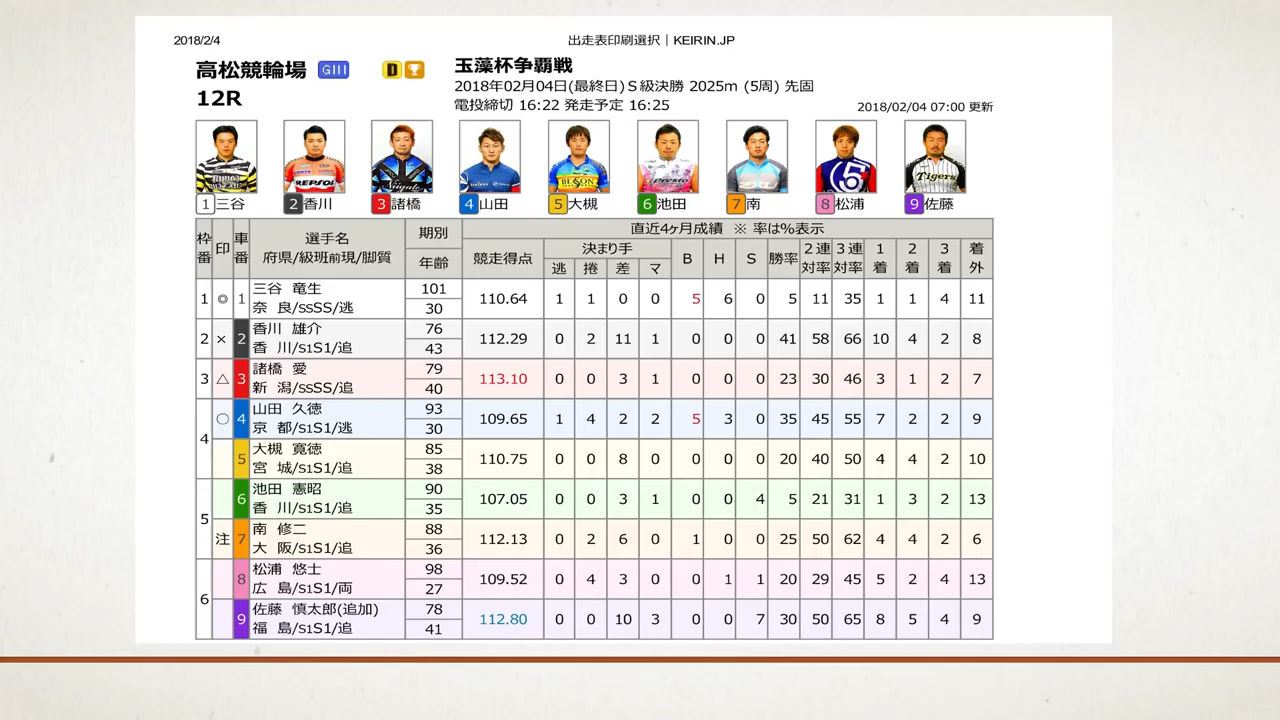 2018/2/4 出走表印刷選択｜KEIRIN.JP
高松競輪場 GIII D 玉藻杯争覇戦
12R 2018年02月04日(最終日)Ｓ級決勝 2025m (5周) 先固
電投締切 16:22 発走予定 16:25 2018/02/04 07:00 更新
1 三谷 2 香川 3 諸橋 4 山田 5 大槻 6 池田 7 南 8 松浦 9 佐藤
枠番 印 車番 選手名 府県/級班前現/脚質 期別 年齢 直近4ヶ月成績 ※ 率は%表示
競走得点 決まり手 B H S 勝率 ２連対率 ３連対率 1着 2着 3着 着外
逃 捲 差 マ
1 ◎ 1 三谷 竜生 101 110.64 1 1 0 0 5 6 0 5 11 35 1 1 4 11
奈 良/SSSS/逃 30
2 × 2 香川 雄介 76 112.29 0 2 11 1 0 0 0 41 58 66 10 4 2 8
香 川/S1S1/追 43
3 △ 3 諸橋 愛 79 113.10 0 0 3 1 0 0 0 23 30 46 3 1 2 7
新 潟/SSSS/追 40
4 ○ 4 山田 久徳 93 109.65 1 4 2 2 5 3 0 35 45 55 7 2 2 9
京 都/S1S1/逃 30
5 大槻 寛徳 85 110.75 0 0 8 0 0 0 0 20 40 50 4 4 2 10
宮 城/S1S1/追 38
5 6 池田 憲昭 90 107.05 0 0 3 1 0 0 4 5 21 31 1 3 2 13
香 川/S1S1/追 35
注 7 南 修二 88 112.13 0 2 6 0 1 0 0 25 50 62 4 4 2 6
大 阪/S1S1/追 36
6 8 松浦 悠士 98 109.52 0 4 3 0 0 1 1 20 29 45 5 2 4 13
広 島/S1S1/両 27
9 佐藤 慎太郎(追加) 78 112.80 0 0 10 3 0 0 7 30 50 65 8 5 4 9
福 島/S1S1/追 41